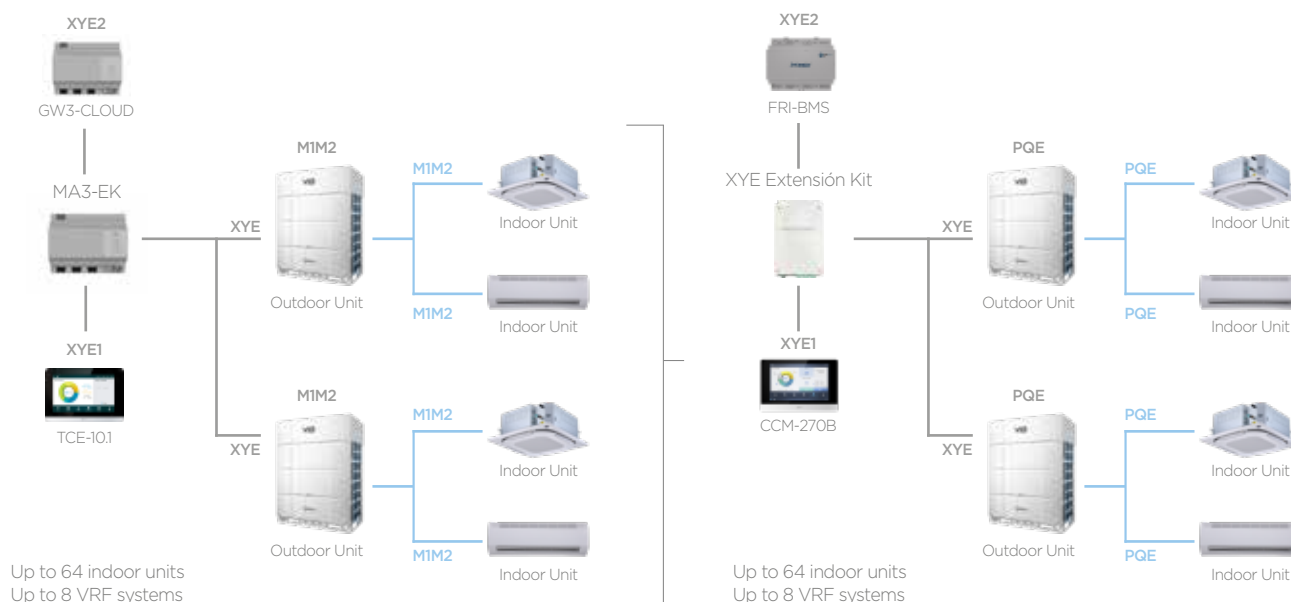 XYE2
GW3-CLOUD
MA3-EK
XYE1
TCE-10.1
XYE
XYE
M1M2
Outdoor Unit
M1M2
Outdoor Unit
M1M2
Indoor Unit
M1M2
Indoor Unit
M1M2
Indoor Unit
M1M2
Indoor Unit
Up to 64 indoor units
Up to 8 VRF systems
XYE2
FRI-BMS
XYE Extensión Kit
XYE1
CCM-270B
XYE
XYE
PQE
Outdoor Unit
PQE
Outdoor Unit
PQE
Indoor Unit
PQE
Indoor Unit
PQE
Indoor Unit
PQE
Indoor Unit
Up to 64 indoor units
Up to 8 VRF systems